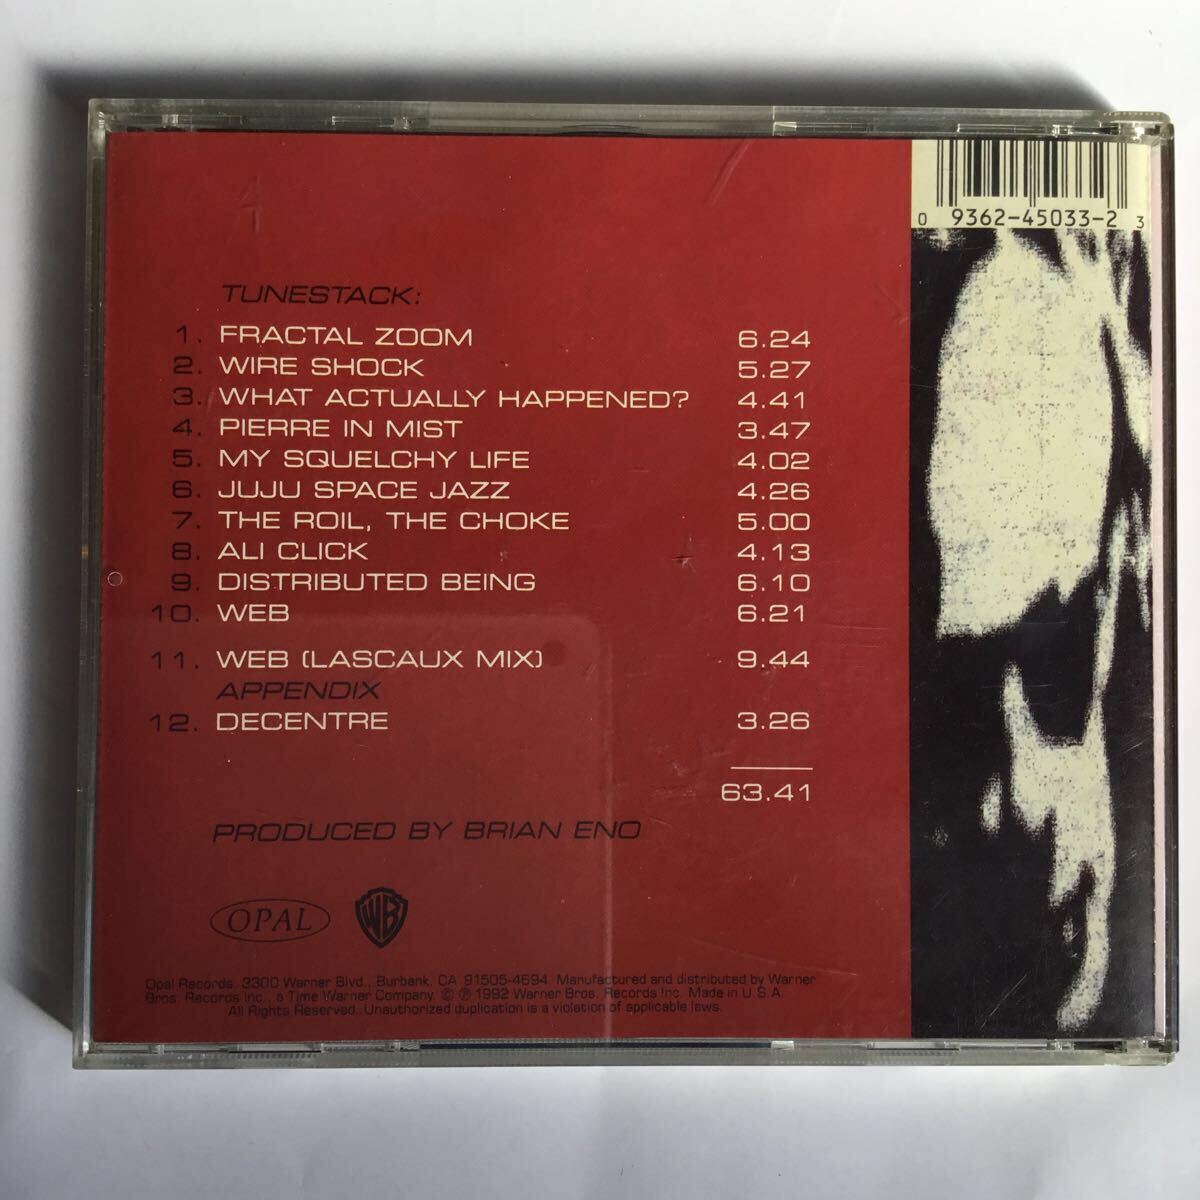 0 9362-45033-2 3
TUNESTACK:
1. FRACTAL ZOOM 6.24
2. WIRE SHOCK 5.27
3. WHAT ACTUALLY HAPPENED? 4.41
4. PIERRE IN MIST 3.47
5. MY SQUELCHY LIFE 4.02
6. JUJU SPACE JAZZ 4.26
7. THE ROIL, THE CHOKE 5.00
8. ALI CLICK 4.13
9. DISTRIBUTED BEING 6.10
10. WEB 6.21
11. WEB (LASCAUX MIX) 9.44
APPENDIX
12. DECENTRE 3.26
63.41
PRODUCED BY BRIAN ENO
OPAL WB
Opal Records. 3300 Warner Blvd., Burbank, CA 91505-4694. Manufactured and distributed by Warner
Bros. Records Inc., a Time Warner Company. © ℗ 1992 Warner Bros. Records Inc. Made in U.S.A.
All Rights Reserved. Unauthorized duplication is a violation of applicable laws.